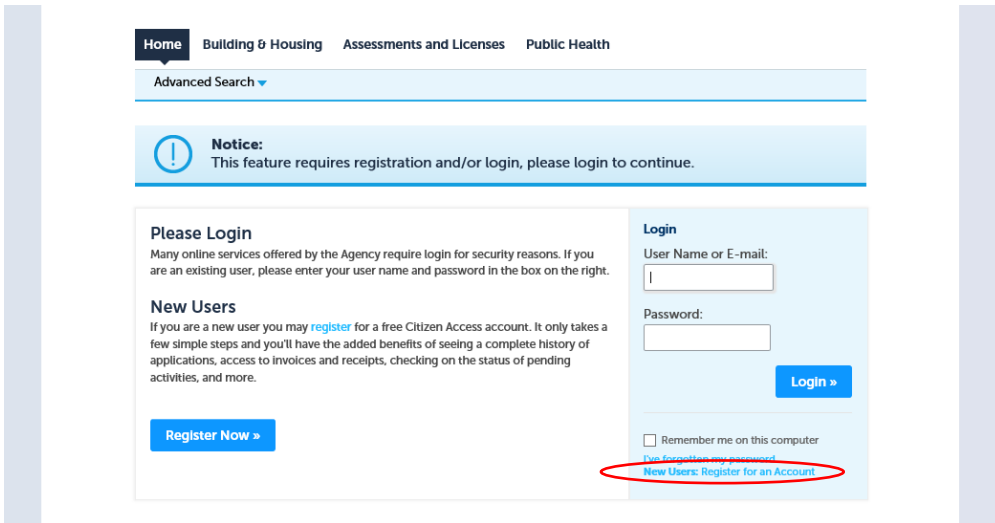 Home Building & Housing Assessments and Licenses Public Health
Advanced Search
Notice:
This feature requires registration and/or login, please login to continue.
Please Login
Many online services offered by the Agency require login for security reasons. If you
are an existing user, please enter your user name and password in the box on the right.
New Users
If you are a new user you may register for a free Citizen Access account. It only takes a
few simple steps and you'll have the added benefits of seeing a complete history of
applications, access to invoices and receipts, checking on the status of pending
activities, and more.
Register Now »
Login
User Name or E-mail:
Password:
Login »
Remember me on this computer
I've forgotten my password
New Users: Register for an Account